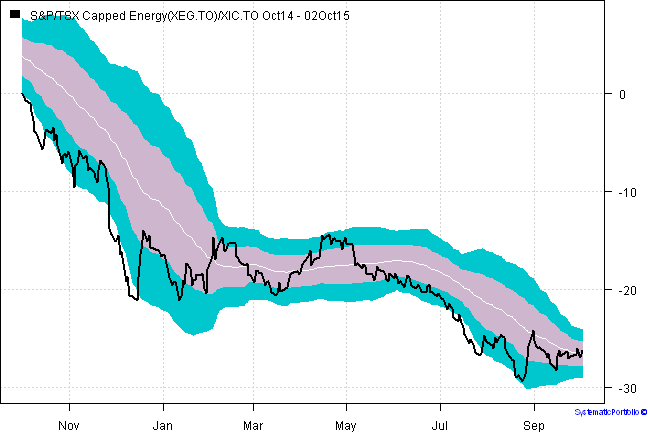 S&P/TSX Capped Energy(XEG.TO)/XIC.TO Oct14 - 02Oct15
0
-10
-20
-30
Nov Jan Mar May Jul Sep
SystematicPortfolio ©